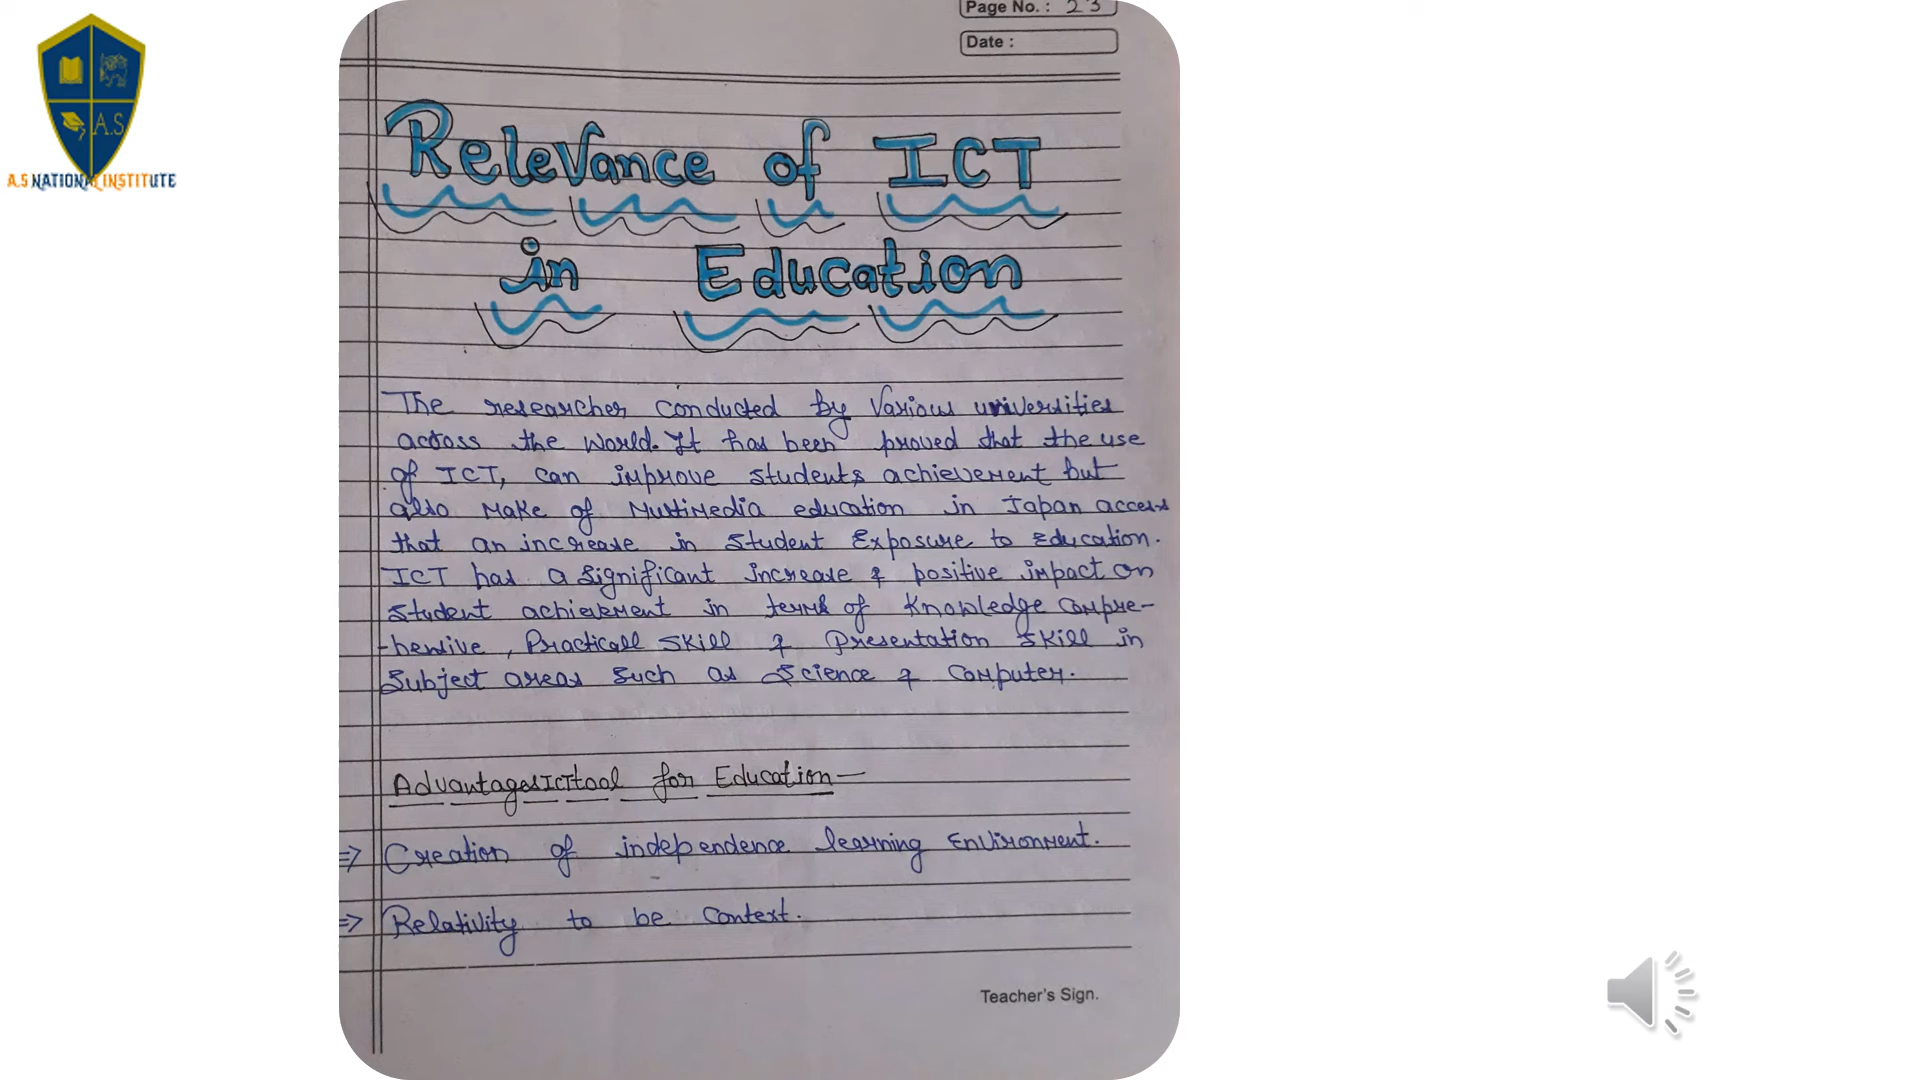 A.S
A.S NATIONAL INSTITUTE
Page No. : 23
Date :
Relevance of ICT
in Education
The researcher conducted by Various universities
across the World. It has been proved that the use
of ICT, can improve students achievement but
also Make of Multimedia education in Japan access
that an increase in Student Exposure to Education.
ICT has a Significant increase & positive impact on
Student achievement in terms of Knowledge Compre-
-hensive, Practicall Skill & Presentation Skill in
Subject areas Such as Science & Computer.
Advantages ICT tool for Education—
⇒ Creation of independence learning Environment.
⇒ Relativity to be Context.
Teacher's Sign.